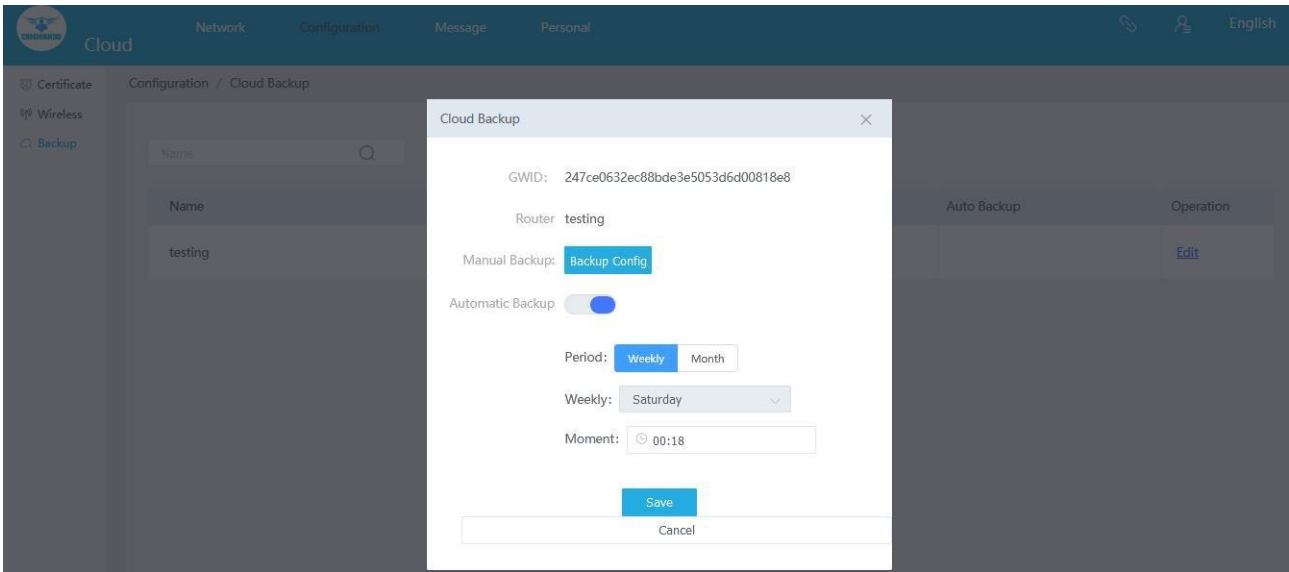 COMMANDO
Cloud
Network Configuration Message Personal English
Certificate
Wireless
Backup
Configuration / Cloud Backup
Name
Name Auto Backup Operation
testing Edit
Cloud Backup
GWID: 247ce0632ec88bde3e5053d6d00818e8
Router testing
Manual Backup: Backup Config
Automatic Backup
Period: Weekly Month
Weekly: Saturday
Moment: 00:18
Save
Cancel